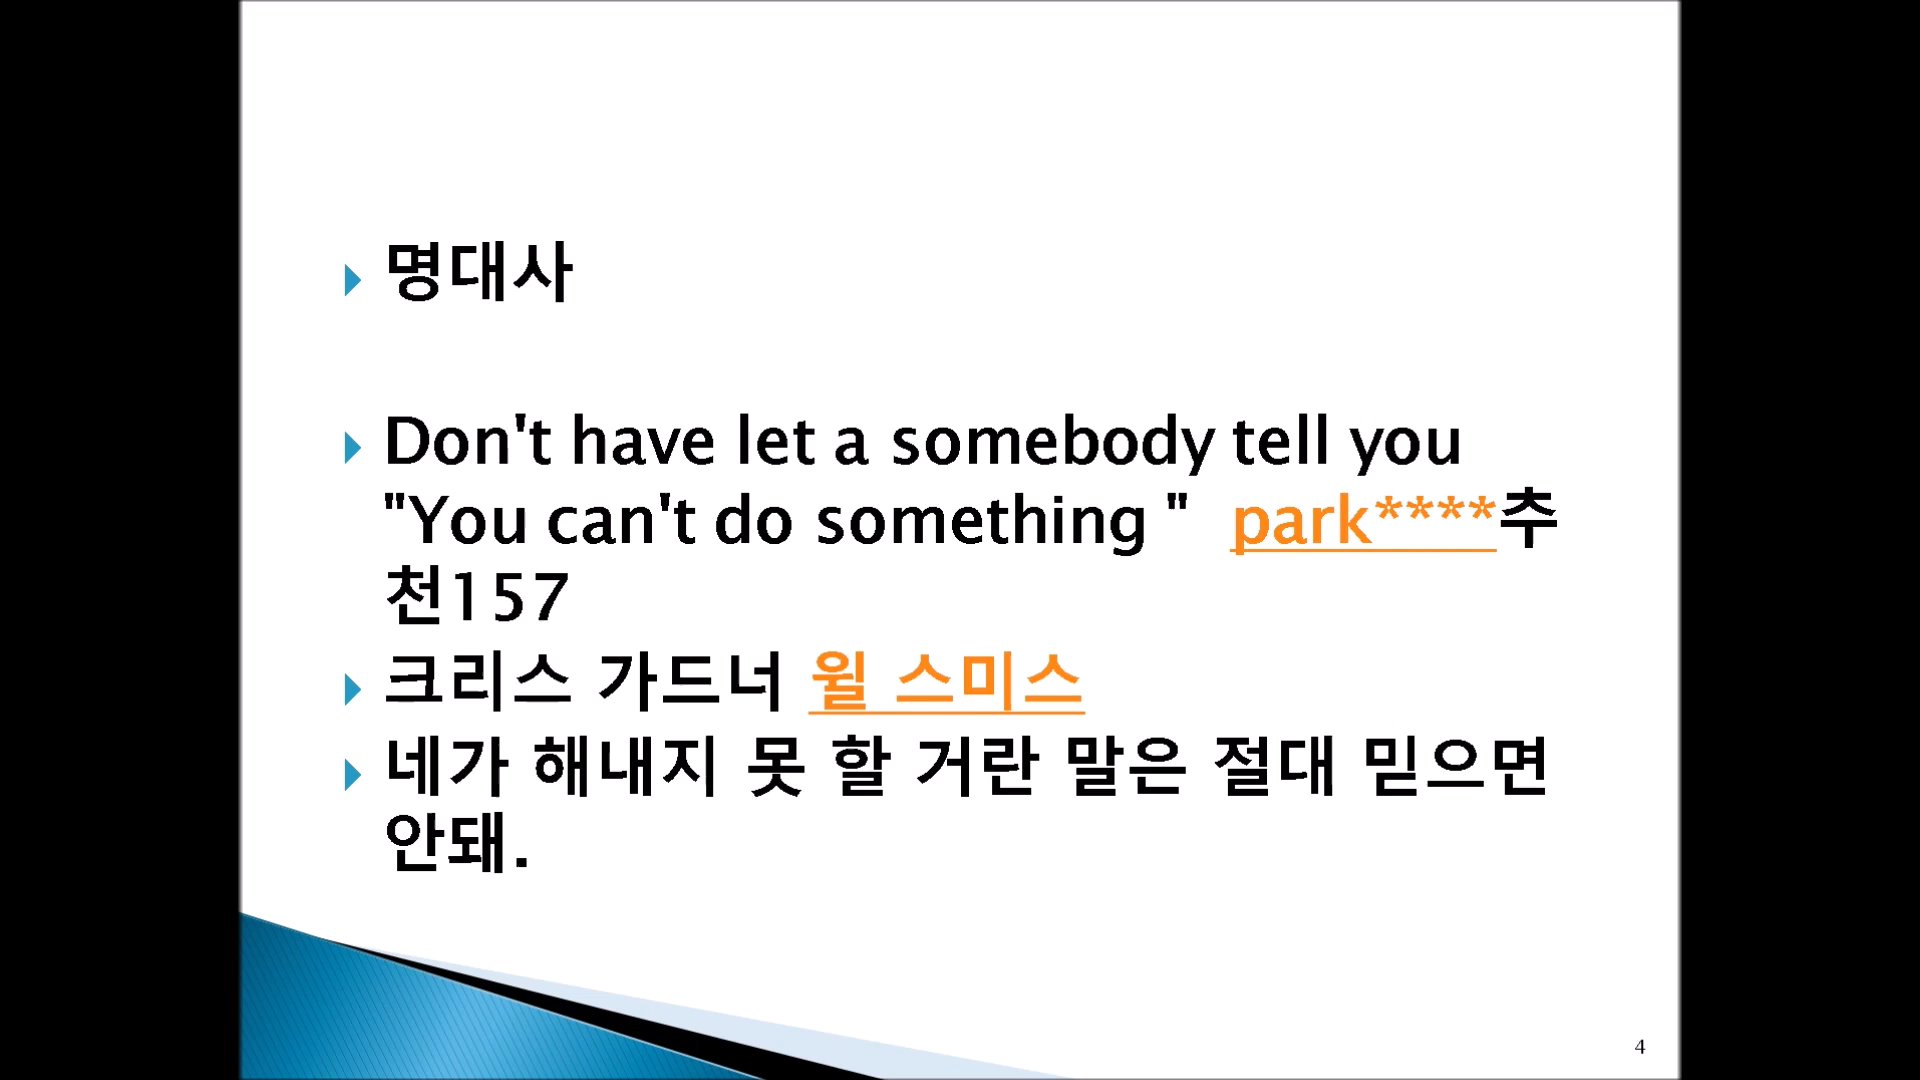 명대사
Don't have let a somebody tell you
"You can't do something " park****추
천157
크리스 가드너 윌 스미스
네가 해내지 못 할 거란 말은 절대 믿으면
안돼.
4